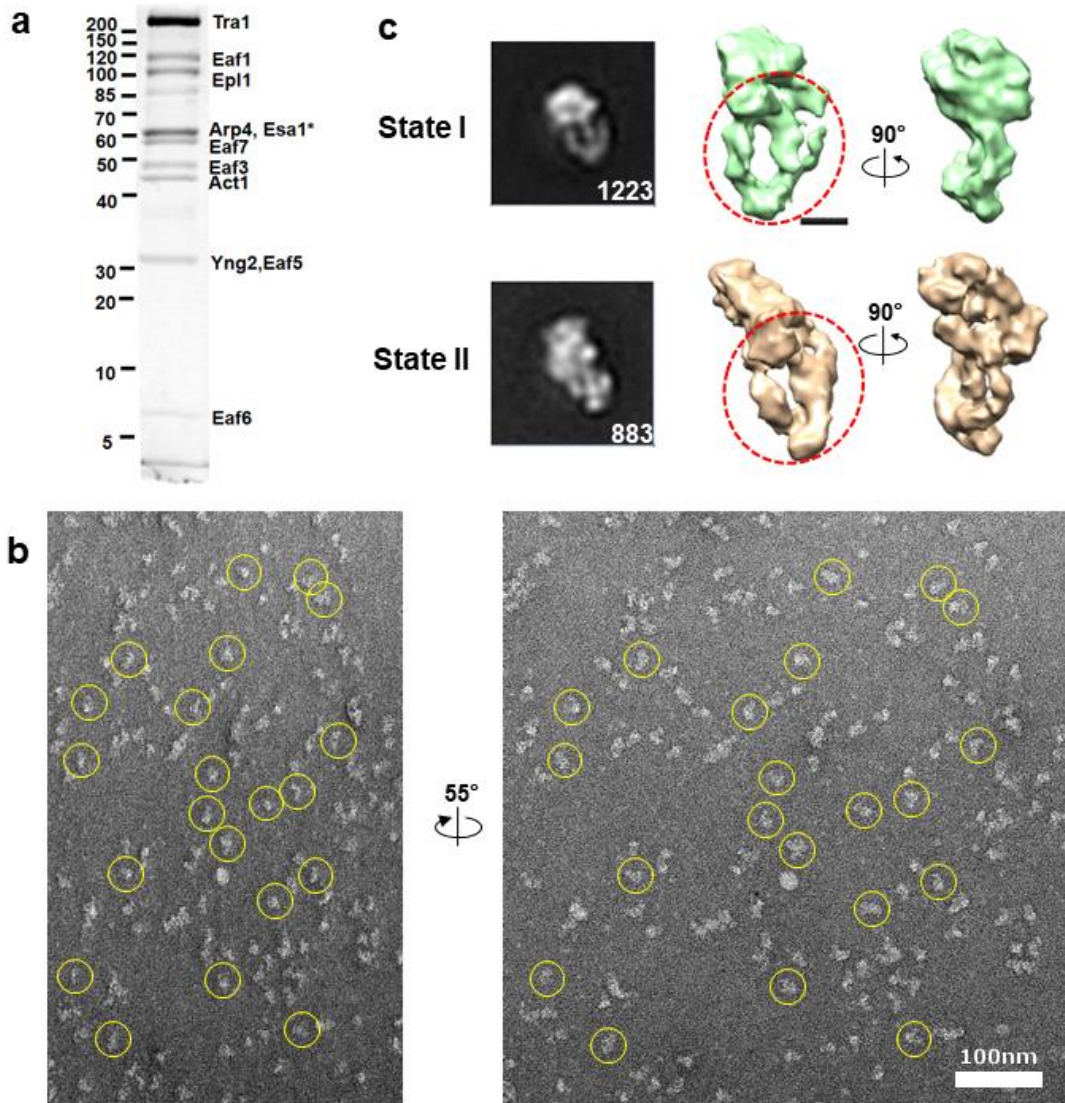 a
200
150
120
100
85
70
60
50
40
30
20
10
5
Tra1
Eaf1
Epl1
Arp4, Esa1*
Eaf7
Eaf3
Act1
Yng2,Eaf5
Eaf6
c
State I
1223
90°
State II
883
90°
b
55°
100nm